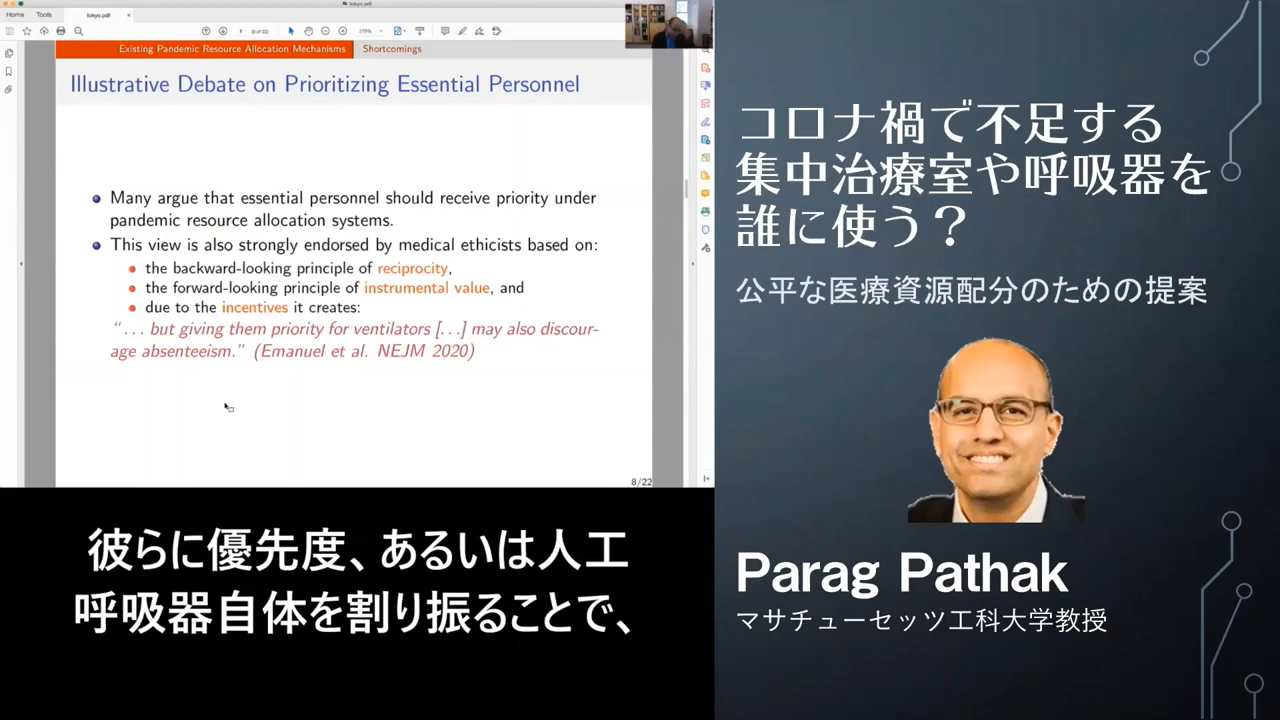 tokyo.pdf
Home
Tools
tokyo.pdf
Existing Pandemic Resource Allocation Mechanisms
Shortcomings
Illustrative Debate on Prioritizing Essential Personnel
Many argue that essential personnel should receive priority under
pandemic resource allocation systems.
This view is also strongly endorsed by medical ethicists based on:
the backward-looking principle of reciprocity,
the forward-looking principle of instrumental value, and
due to the incentives it creates:
“. . . but giving them priority for ventilators [. . .] may also discour-
age absenteeism.” (Emanuel et al. NEJM 2020)
8/22
彼らに優先度、あるいは人工
呼吸器自体を割り振ることで、
コロナ禍で不足する
集中治療室や呼吸器を
誰に使う？
公平な医療資源配分のための提案
Parag Pathak
マサチューセッツ工科大学教授